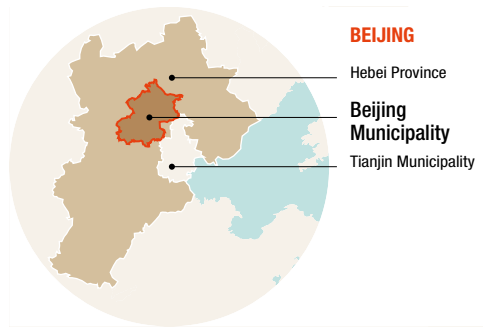 BEIJING
Hebei Province
Beijing
Municipality
Tianjin Municipality